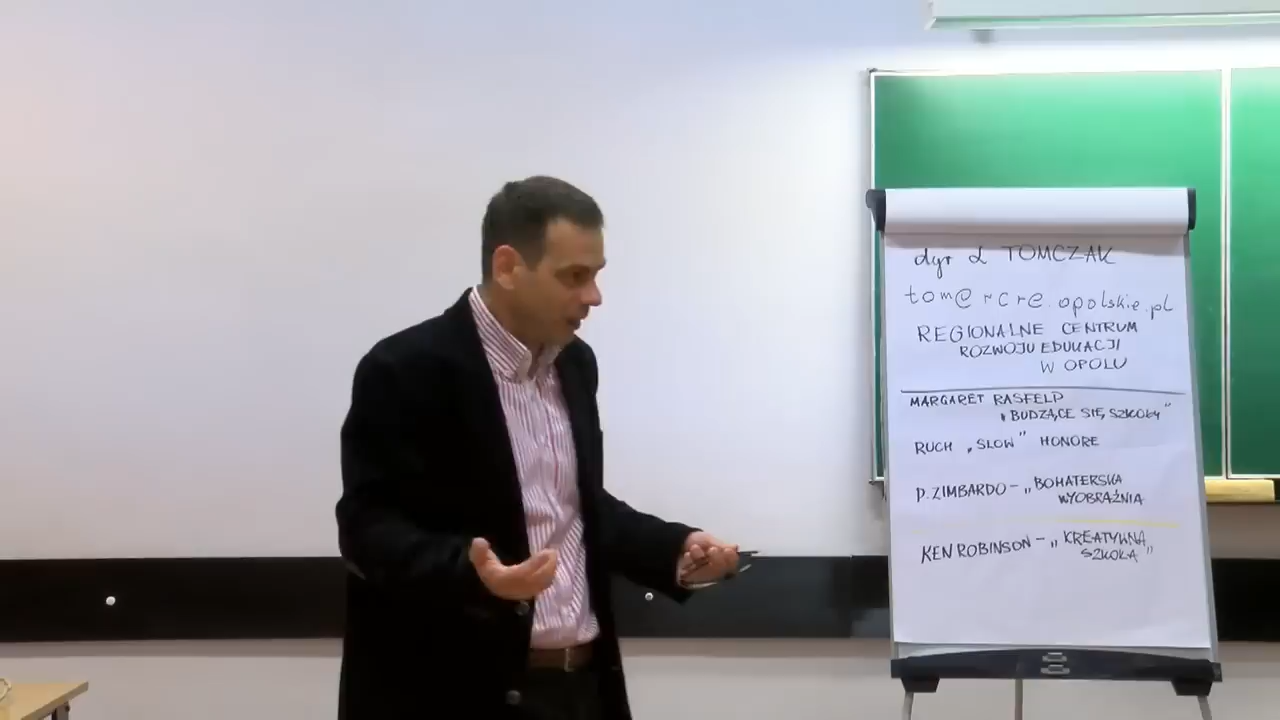 dyr L TOMCZAK
tom@rcre.opolskie.pl
REGIONALNE CENTRUM
ROZWOJU EDUKACJI
W OPOLU
MARGARET RASFELD
„BUDZĄCE SIĘ SZKOŁY"
RUCH „SLOW" HONORE
P. ZIMBARDO - „BOHATERSKA
WYOBRAŹNIA
KEN ROBINSON - „KREATYWNA
SZKOŁA"